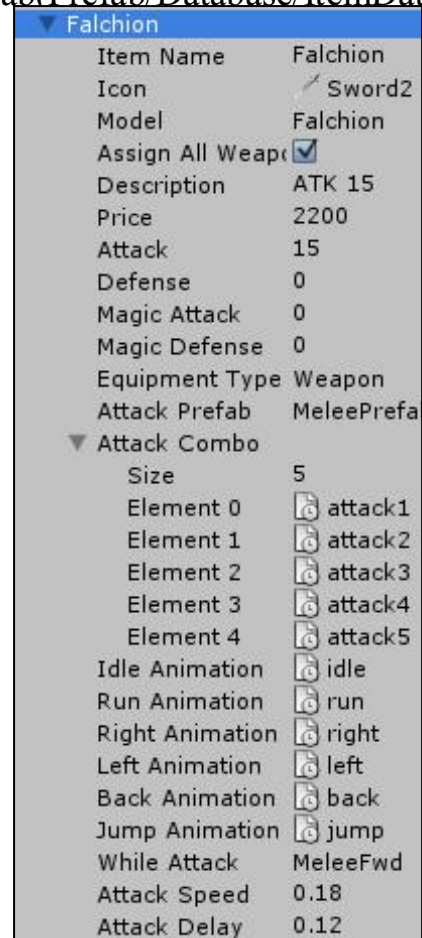 Falchion
Item Name Falchion
Icon Sword2
Model Falchion
Assign All Weap
Description ATK 15
Price 2200
Attack 15
Defense 0
Magic Attack 0
Magic Defense 0
Equipment Type Weapon
Attack Prefab MeleePrefa
Attack Combo
Size 5
Element 0 attack1
Element 1 attack2
Element 2 attack3
Element 3 attack4
Element 4 attack5
Idle Animation idle
Run Animation run
Right Animation right
Left Animation left
Back Animation back
Jump Animation jump
While Attack MeleeFwd
Attack Speed 0.18
Attack Delay 0.12